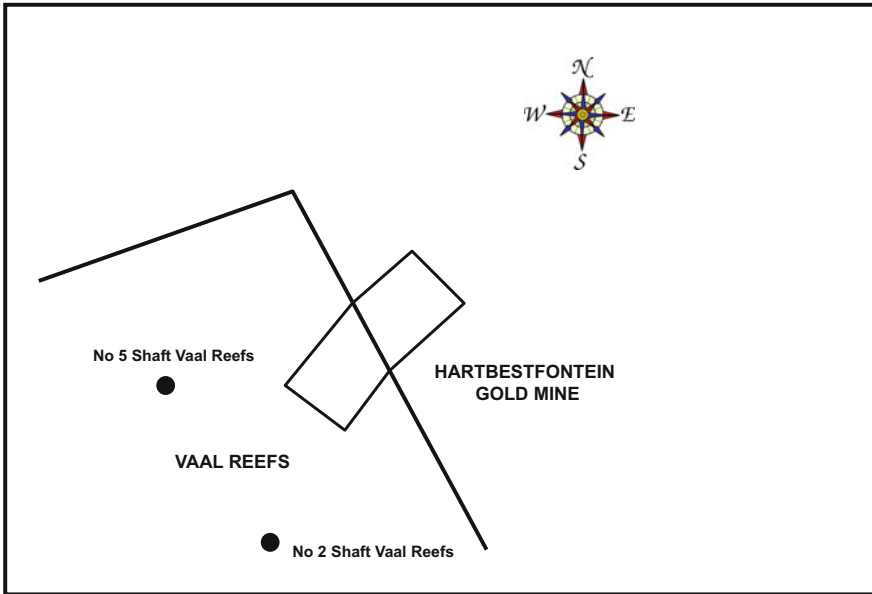 N
W E
S
No 5 Shaft Vaal Reefs
HARTBESTFONTEIN
GOLD MINE
VAAL REEFS
No 2 Shaft Vaal Reefs